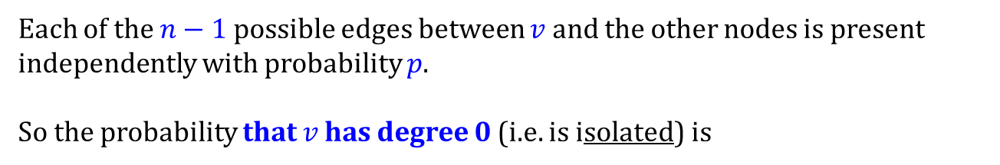 Each of the n − 1 possible edges between v and the other nodes is present
independently with probability p.
So the probability that v has degree 0 (i.e. is isolated) is